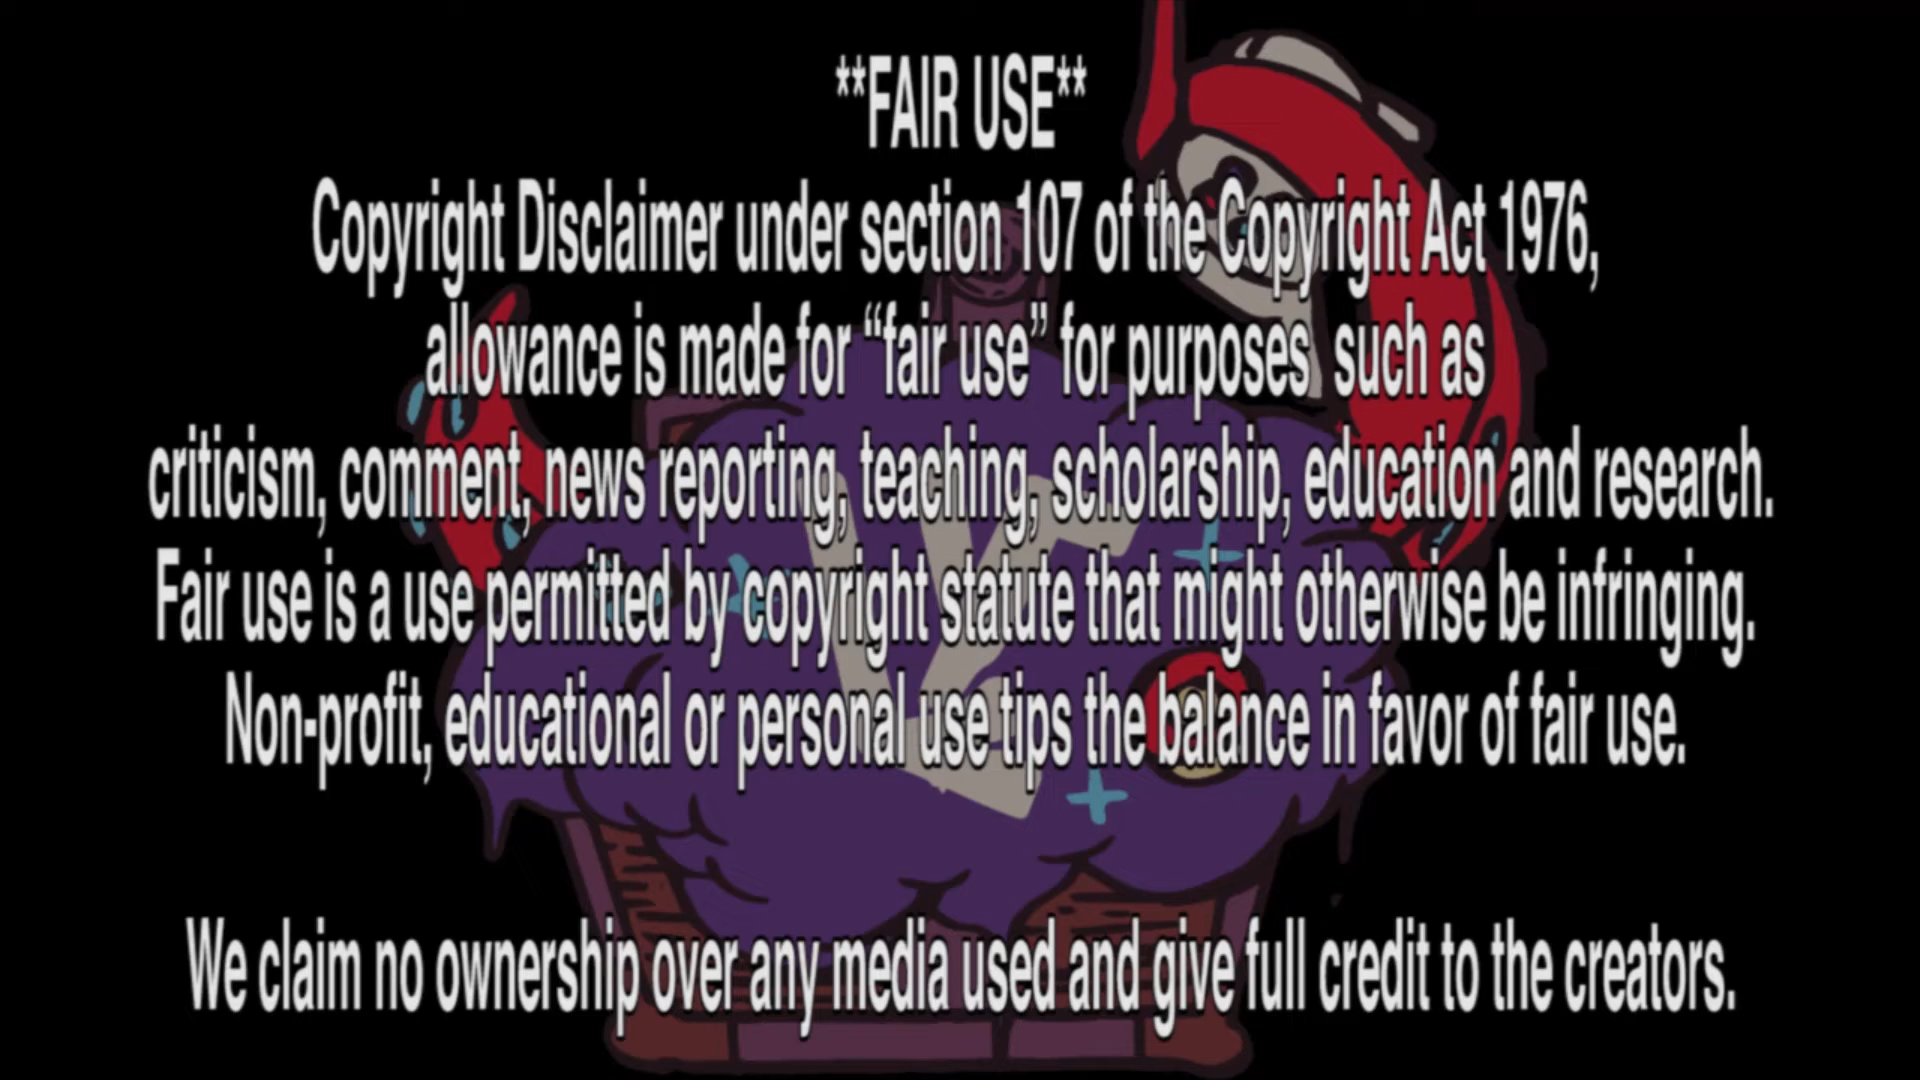 **FAIR USE**
Copyright Disclaimer under section 107 of the Copyright Act 1976,
allowance is made for “fair use” for purposes such as
criticism, comment, news reporting, teaching, scholarship, education and research.
Fair use is a use permitted by copyright statute that might otherwise be infringing.
Non-profit, educational or personal use tips the balance in favor of fair use.
We claim no ownership over any media used and give full credit to the creators.